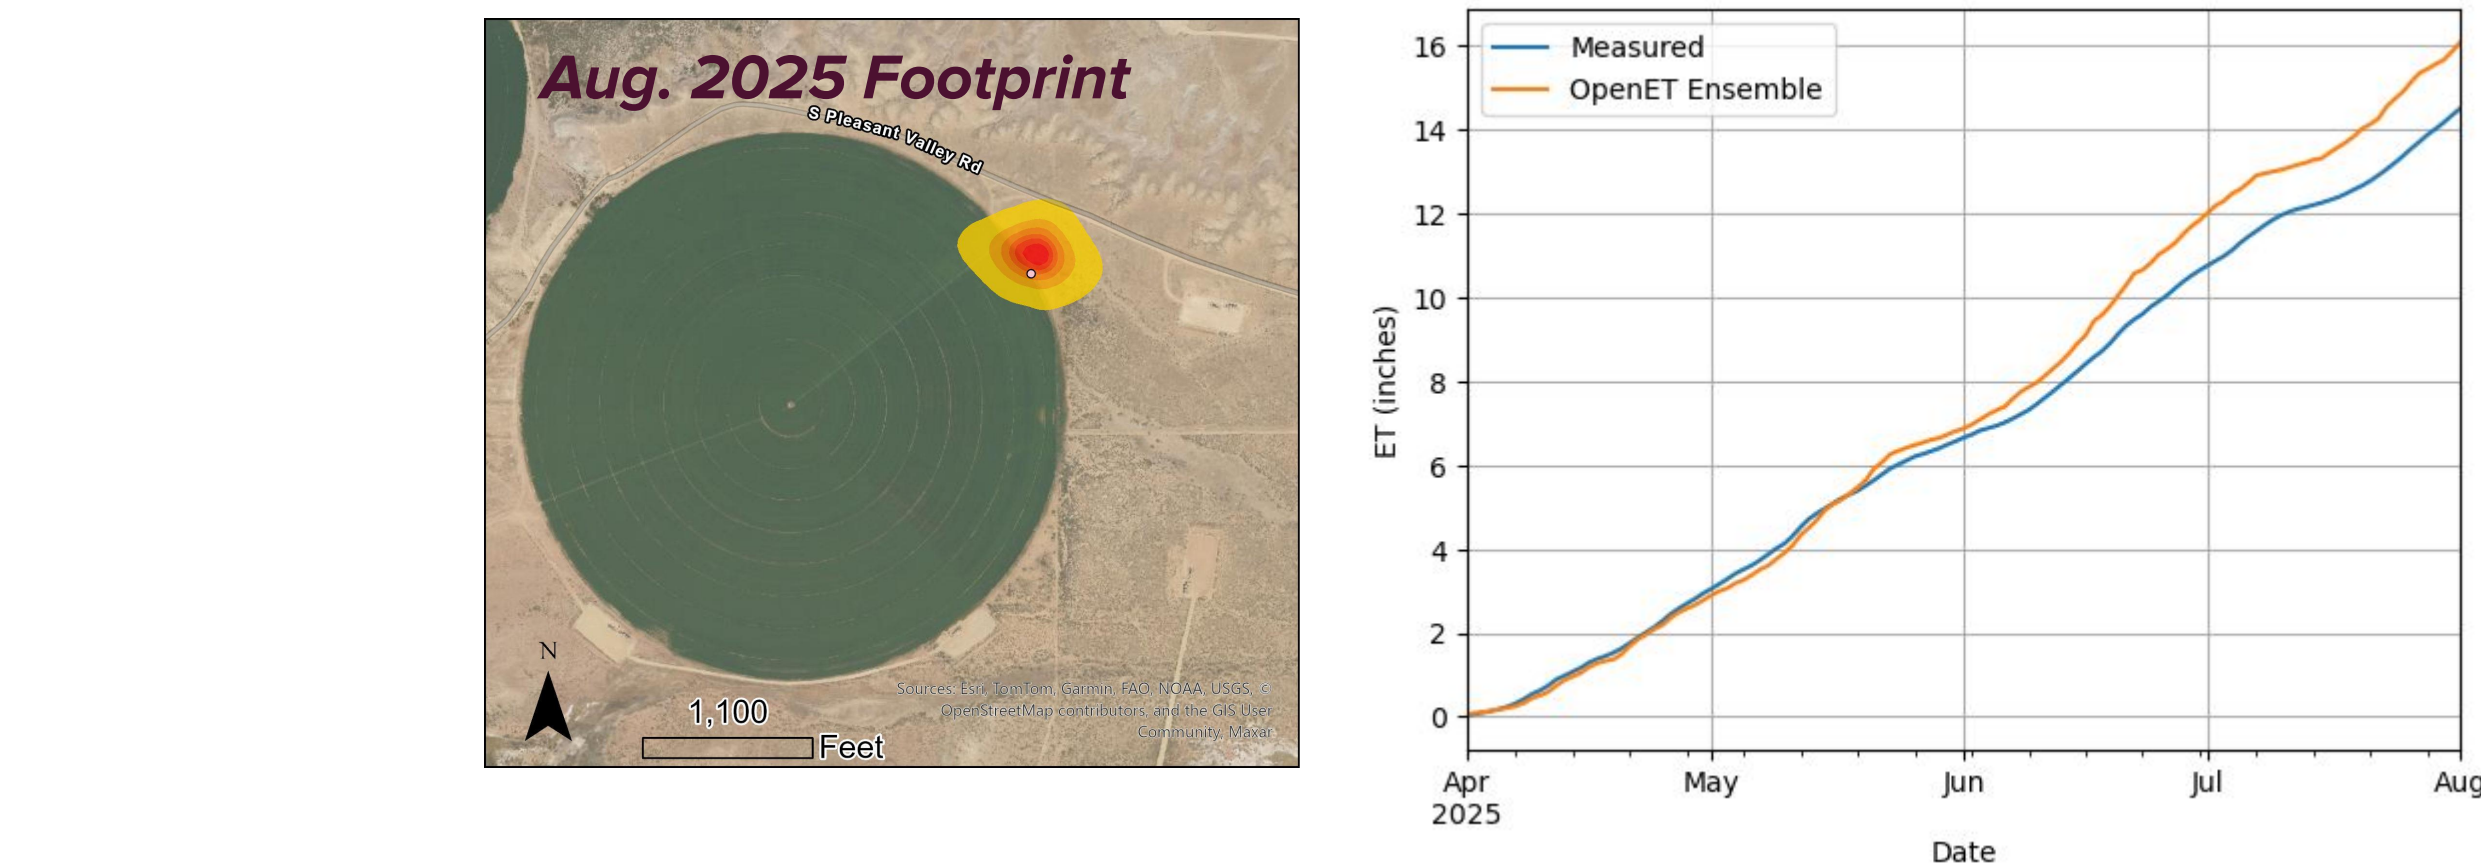 Aug. 2025 Footprint
S Pleasant Valley Rd
N
1,100
Feet
Sources: Esri, TomTom, Garmin, FAO, NOAA, USGS, ©
OpenStreetMap contributors, and the GIS User
Community, Maxar
Measured
OpenET Ensemble
16
14
12
10
8
6
4
2
0
ET (inches)
Apr
2025
May
Jun
Jul
Aug
Date